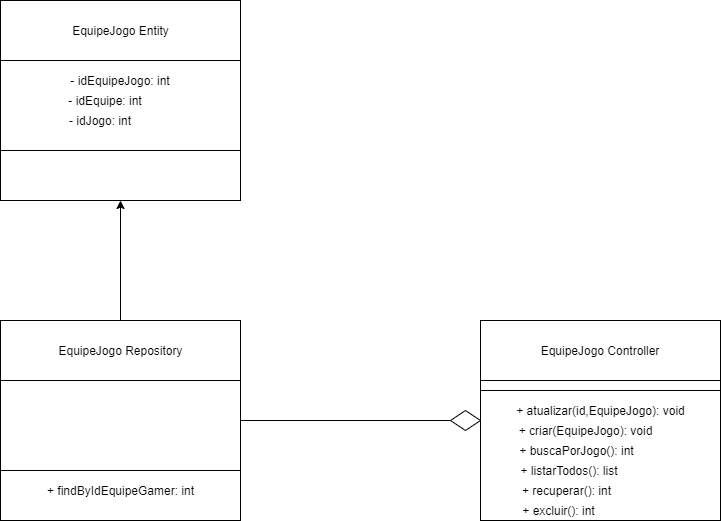 EquipeJogo Entity
- idEquipeJogo: int
- idEquipe: int
- idJogo: int
EquipeJogo Repository
+ findByIdEquipeGamer: int
EquipeJogo Controller
+ atualizar(id,EquipeJogo): void
+ criar(EquipeJogo): void
+ buscaPorJogo(): int
+ listarTodos(): list
+ recuperar(): int
+ excluir(): int